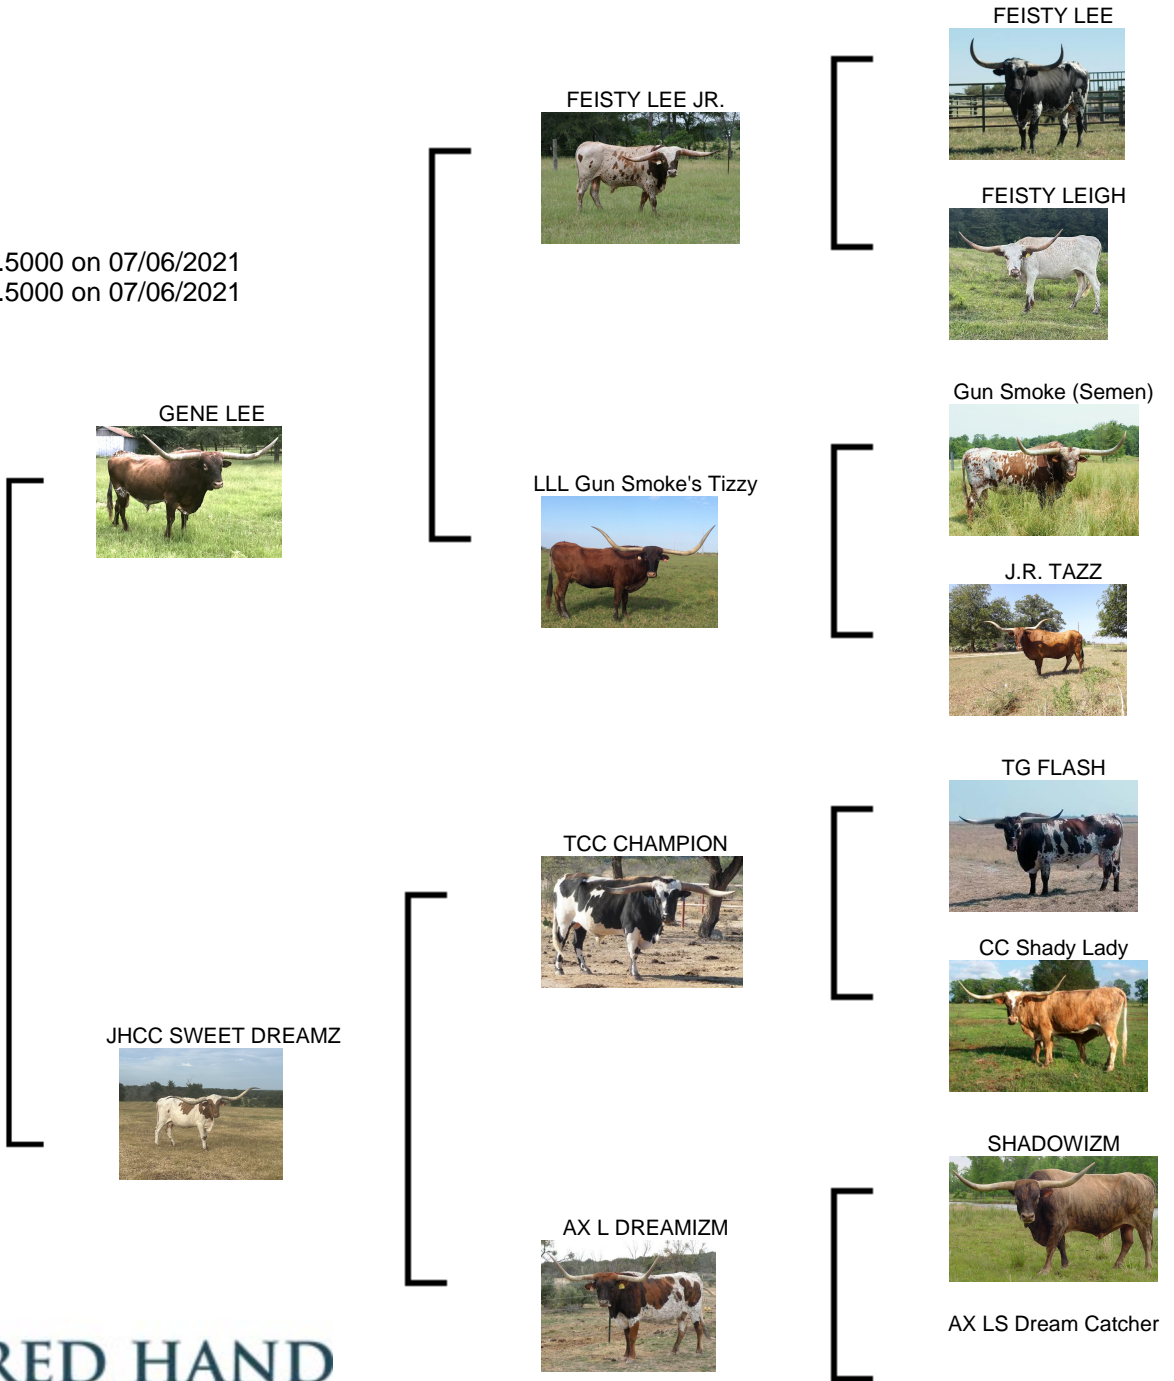 FEISTY LEE
FEISTY LEE JR.
FEISTY LEIGH
.5000 on 07/06/2021
.5000 on 07/06/2021
Gun Smoke (Semen)
GENE LEE
LLL Gun Smoke's Tizzy
J.R. TAZZ
TG FLASH
TCC CHAMPION
CC Shady Lady
JHCC SWEET DREAMZ
SHADOWIZM
AX L DREAMIZM
AX LS Dream Catcher
RED HAND